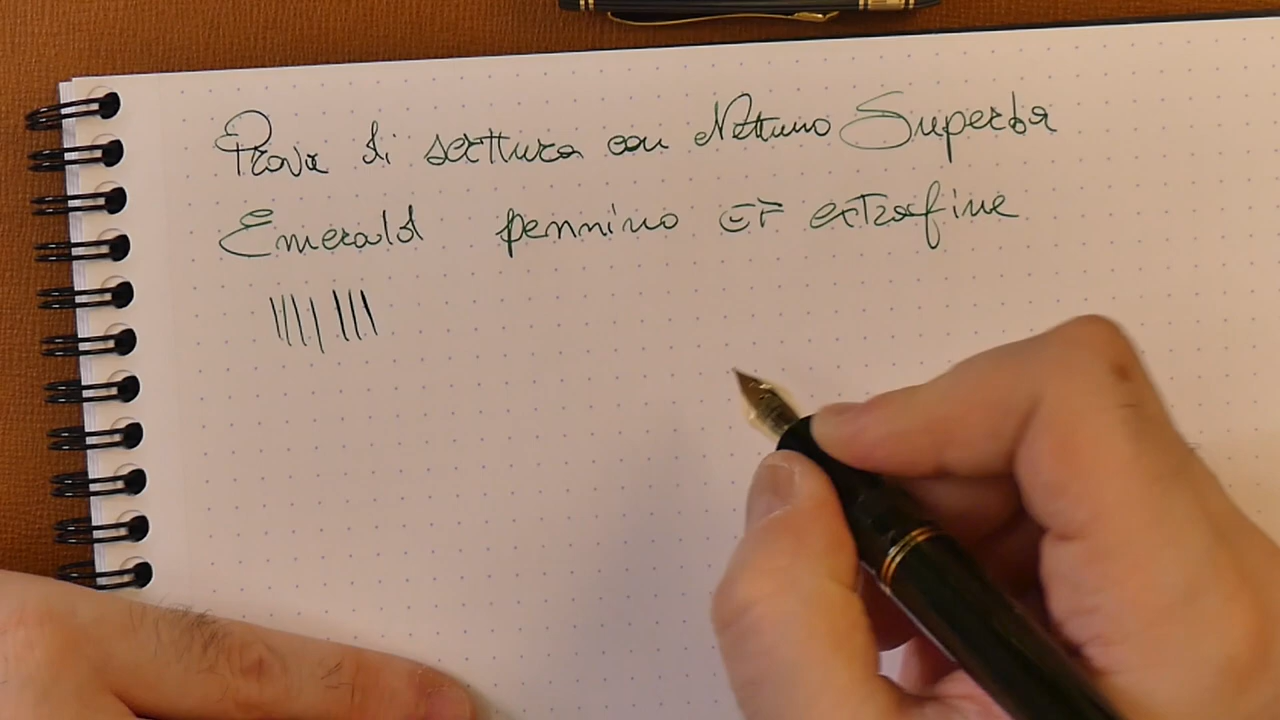 Prova di scrittura con Nettuno Superba
Emerald pennino EF extrafine